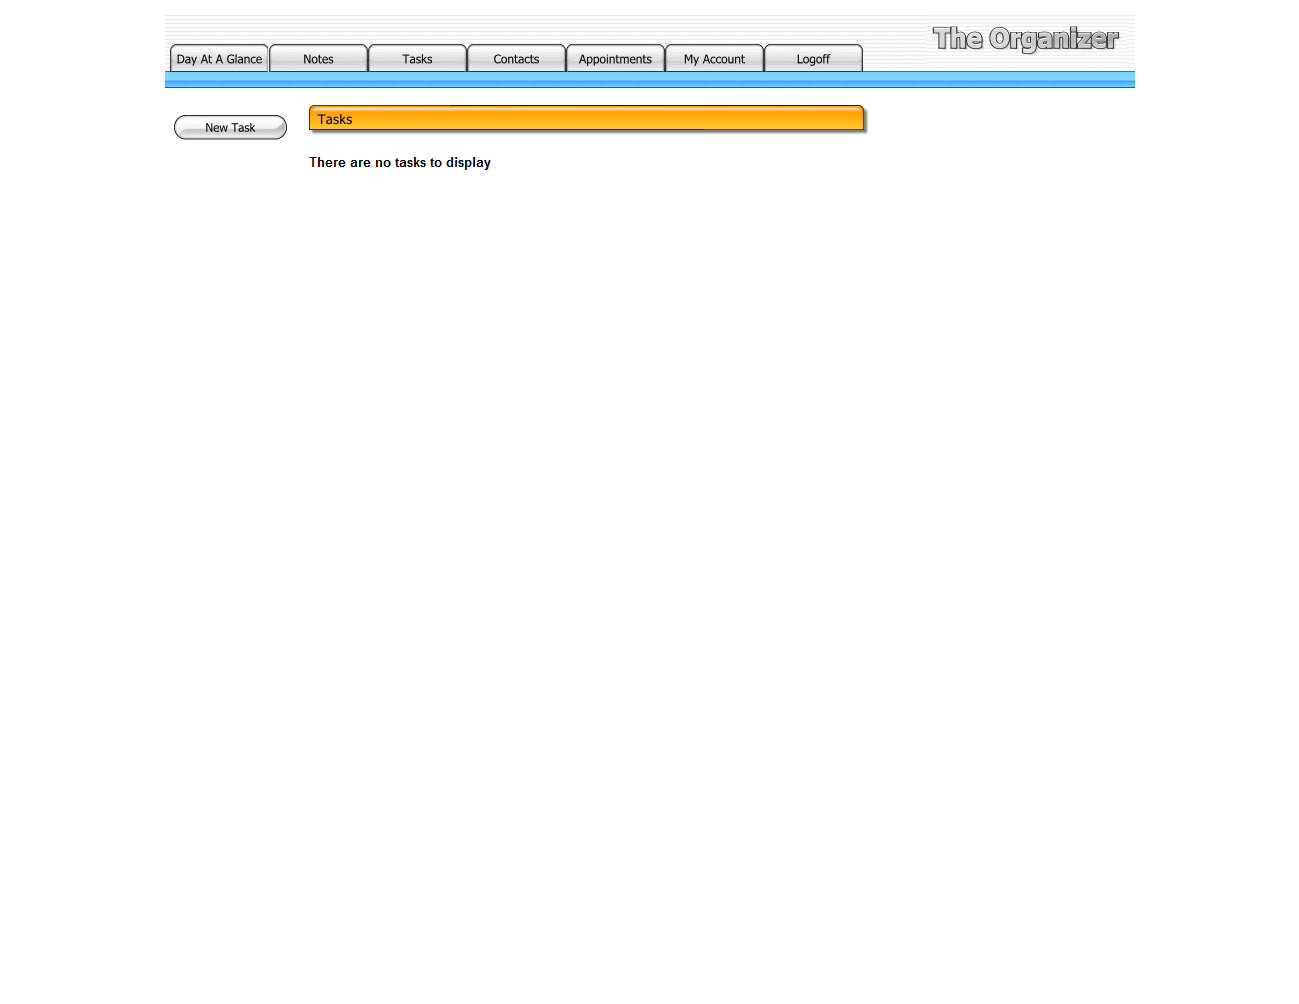 The Organizer
Day At A Glance Notes Tasks Contacts Appointments My Account Logoff
New Task
Tasks
There are no tasks to display